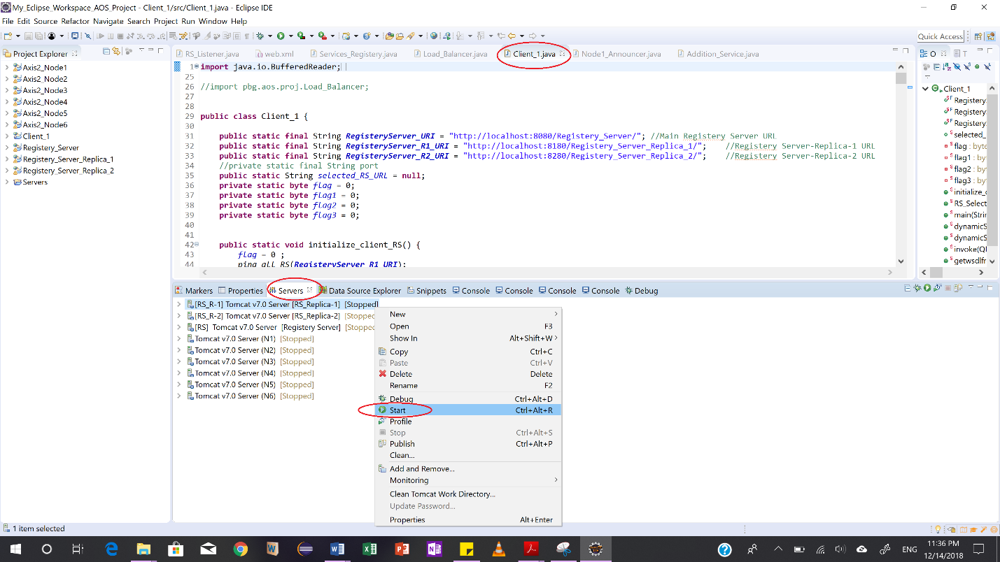 My_Eclipse_Workspace_AOS_Project - Client_1/src/Client_1.java - Eclipse IDE
File Edit Source Refactor Navigate Search Project Run Window Help
Quick Access
Project Explorer
Axis2_Node1
Axis2_Node2
Axis2_Node3
Axis2_Node4
Axis2_Node5
Axis2_Node6
Client_1
Registery_Server
Registery_Server_Replica_1
Registery_Server_Replica_2
Servers
RS_Listener.java web.xml Services_Registery.java Load_Balancer.java Client_1.java Node1_Announcer.java Addition_Service.java
1 import java.io.BufferedReader;
25
26 //import pbg.aos.proj.Load_Balancer;
27
28
29 public class Client_1 {
30
31 public static final String RegisteryServer_URI = "http://localhost:8080/Registery_Server/"; //Main Registery Server URL
32 public static final String RegisteryServer_R1_URI = "http://localhost:8180/Registery_Server_Replica_1/"; //Registery Server-Replica-1 URL
33 public static final String RegisteryServer_R2_URI = "http://localhost:8280/Registery_Server_Replica_2/"; //Registery Server-Replica-2 URL
34 //private static final String port
35 public static String selected_RS_URL = null;
36 private static byte flag = 0;
37 private static byte flag1 = 0;
38 private static byte flag2 = 0;
39 private static byte flag3 = 0;
40
41
42 public static void initialize_client_RS() {
43 flag = 0 ;
44 ping_all_RS(RegisteryServer_R1_URI);
O T
Client_1
Registery
Registery
Registery
selected_
flag : byte
flag1 : by
flag2 : by
flag3 : by
initialize_c
RS_Select
main(Strin
dynamicS
dynamicS
invoke(QI
getwsdlfr
Markers Properties Servers Data Source Explorer Snippets Console Console Console Console Debug
[RS_R-1] Tomcat v7.0 Server [RS_Replica-1] [Stopped]
[RS_R-2] Tomcat v7.0 Server [RS_Replica-2] [Stoppe
[RS] Tomcat v7.0 Server [Registery Server] [Stoppe
Tomcat v7.0 Server (N1) [Stopped]
Tomcat v7.0 Server (N2) [Stopped]
Tomcat v7.0 Server (N3) [Stopped]
Tomcat v7.0 Server (N4) [Stopped]
Tomcat v7.0 Server (N5) [Stopped]
Tomcat v7.0 Server (N6) [Stopped]
New
Open F3
Show In Alt+Shift+W
Copy Ctrl+C
Paste Ctrl+V
Delete Delete
Rename F2
Debug Ctrl+Alt+D
Start Ctrl+Alt+R
Profile
Stop Ctrl+Alt+S
Publish Ctrl+Alt+P
Clean...
Add and Remove...
Monitoring
Clean Tomcat Work Directory...
Update Password...
Properties Alt+Enter
1 item selected
ENG
11:36 PM
12/14/2018